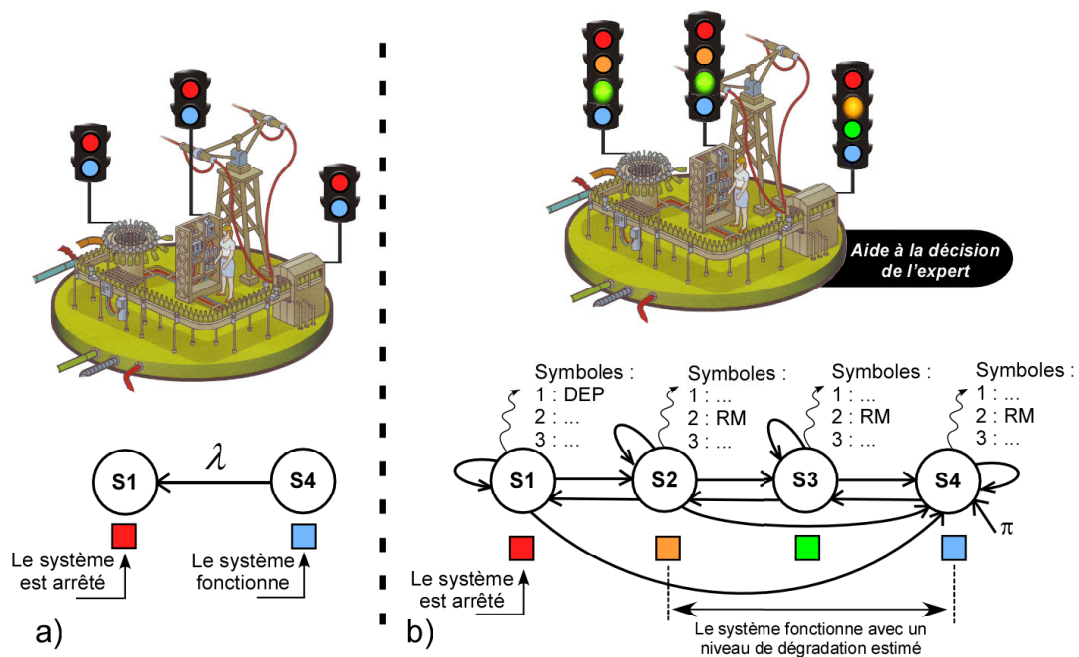 Aide à la décision
de l'expert
λ
S1
S4
Le système
est arrêté
Le système
fonctionne
a)
Symboles :
1 : DEP
2 : ...
3 : ...
Symboles :
1 : ...
2 : RM
3 : ...
Symboles :
1 : ...
2 : RM
3 : ...
Symboles :
1 : ...
2 : RM
3 : ...
S1
S2
S3
S4
π
Le système
est arrêté
Le système fonctionne avec un
niveau de dégradation estimé
b)